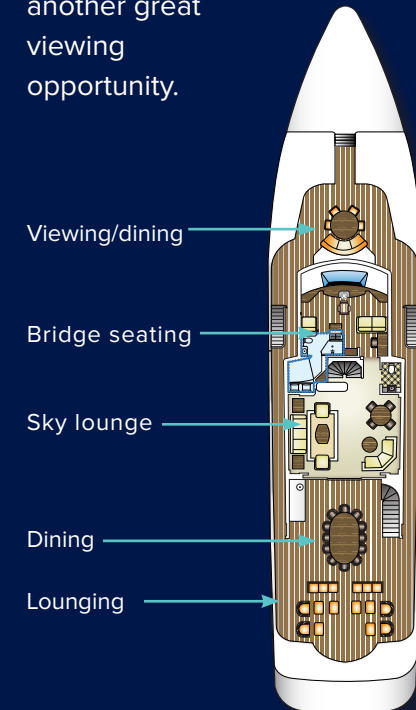 another great
viewing
opportunity.
Viewing/dining
Bridge seating
Sky lounge
Dining
Lounging